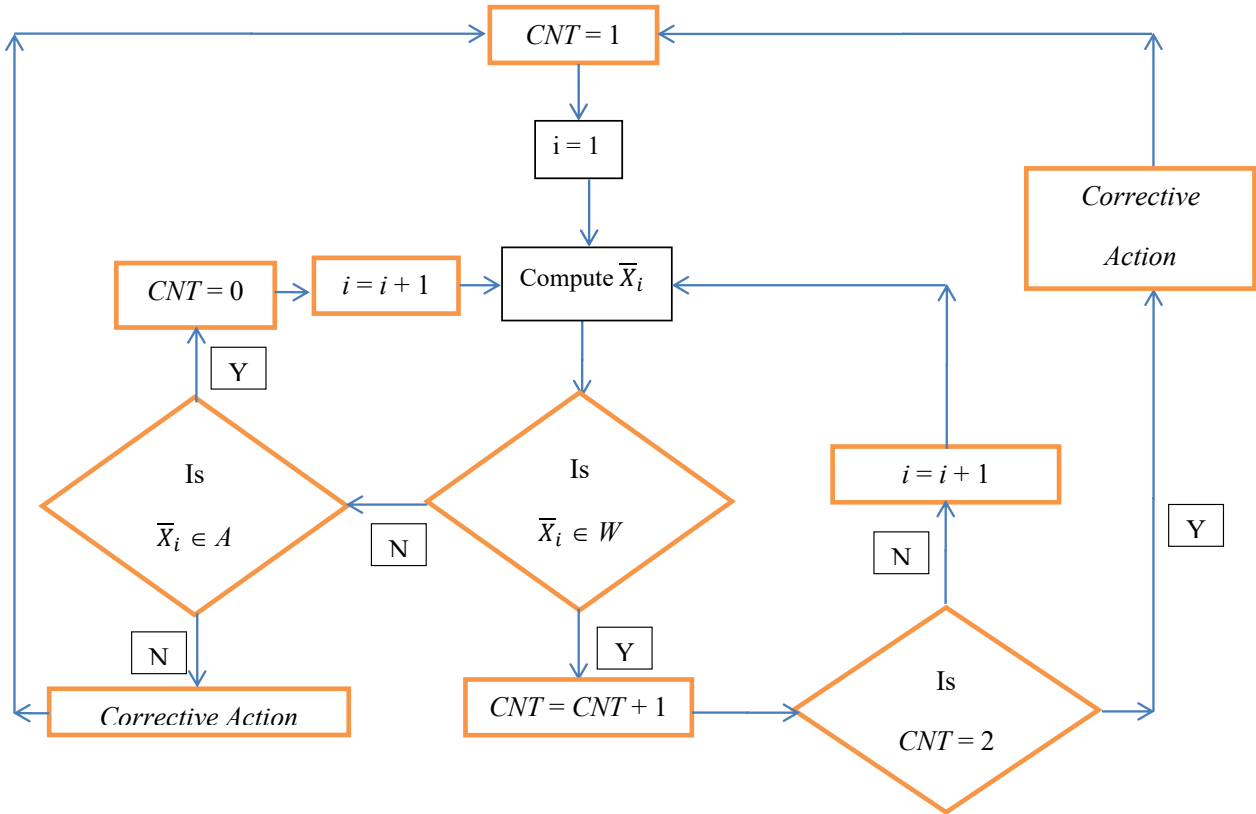 CNT = 1
i = 1
Corrective
Action
CNT = 0
i = i + 1
Compute X̅i
Y
Is
X̅i ∈ A
N
Is
X̅i ∈ W
i = i + 1
N
Y
N
Y
Corrective Action
CNT = CNT + 1
Is
CNT = 2